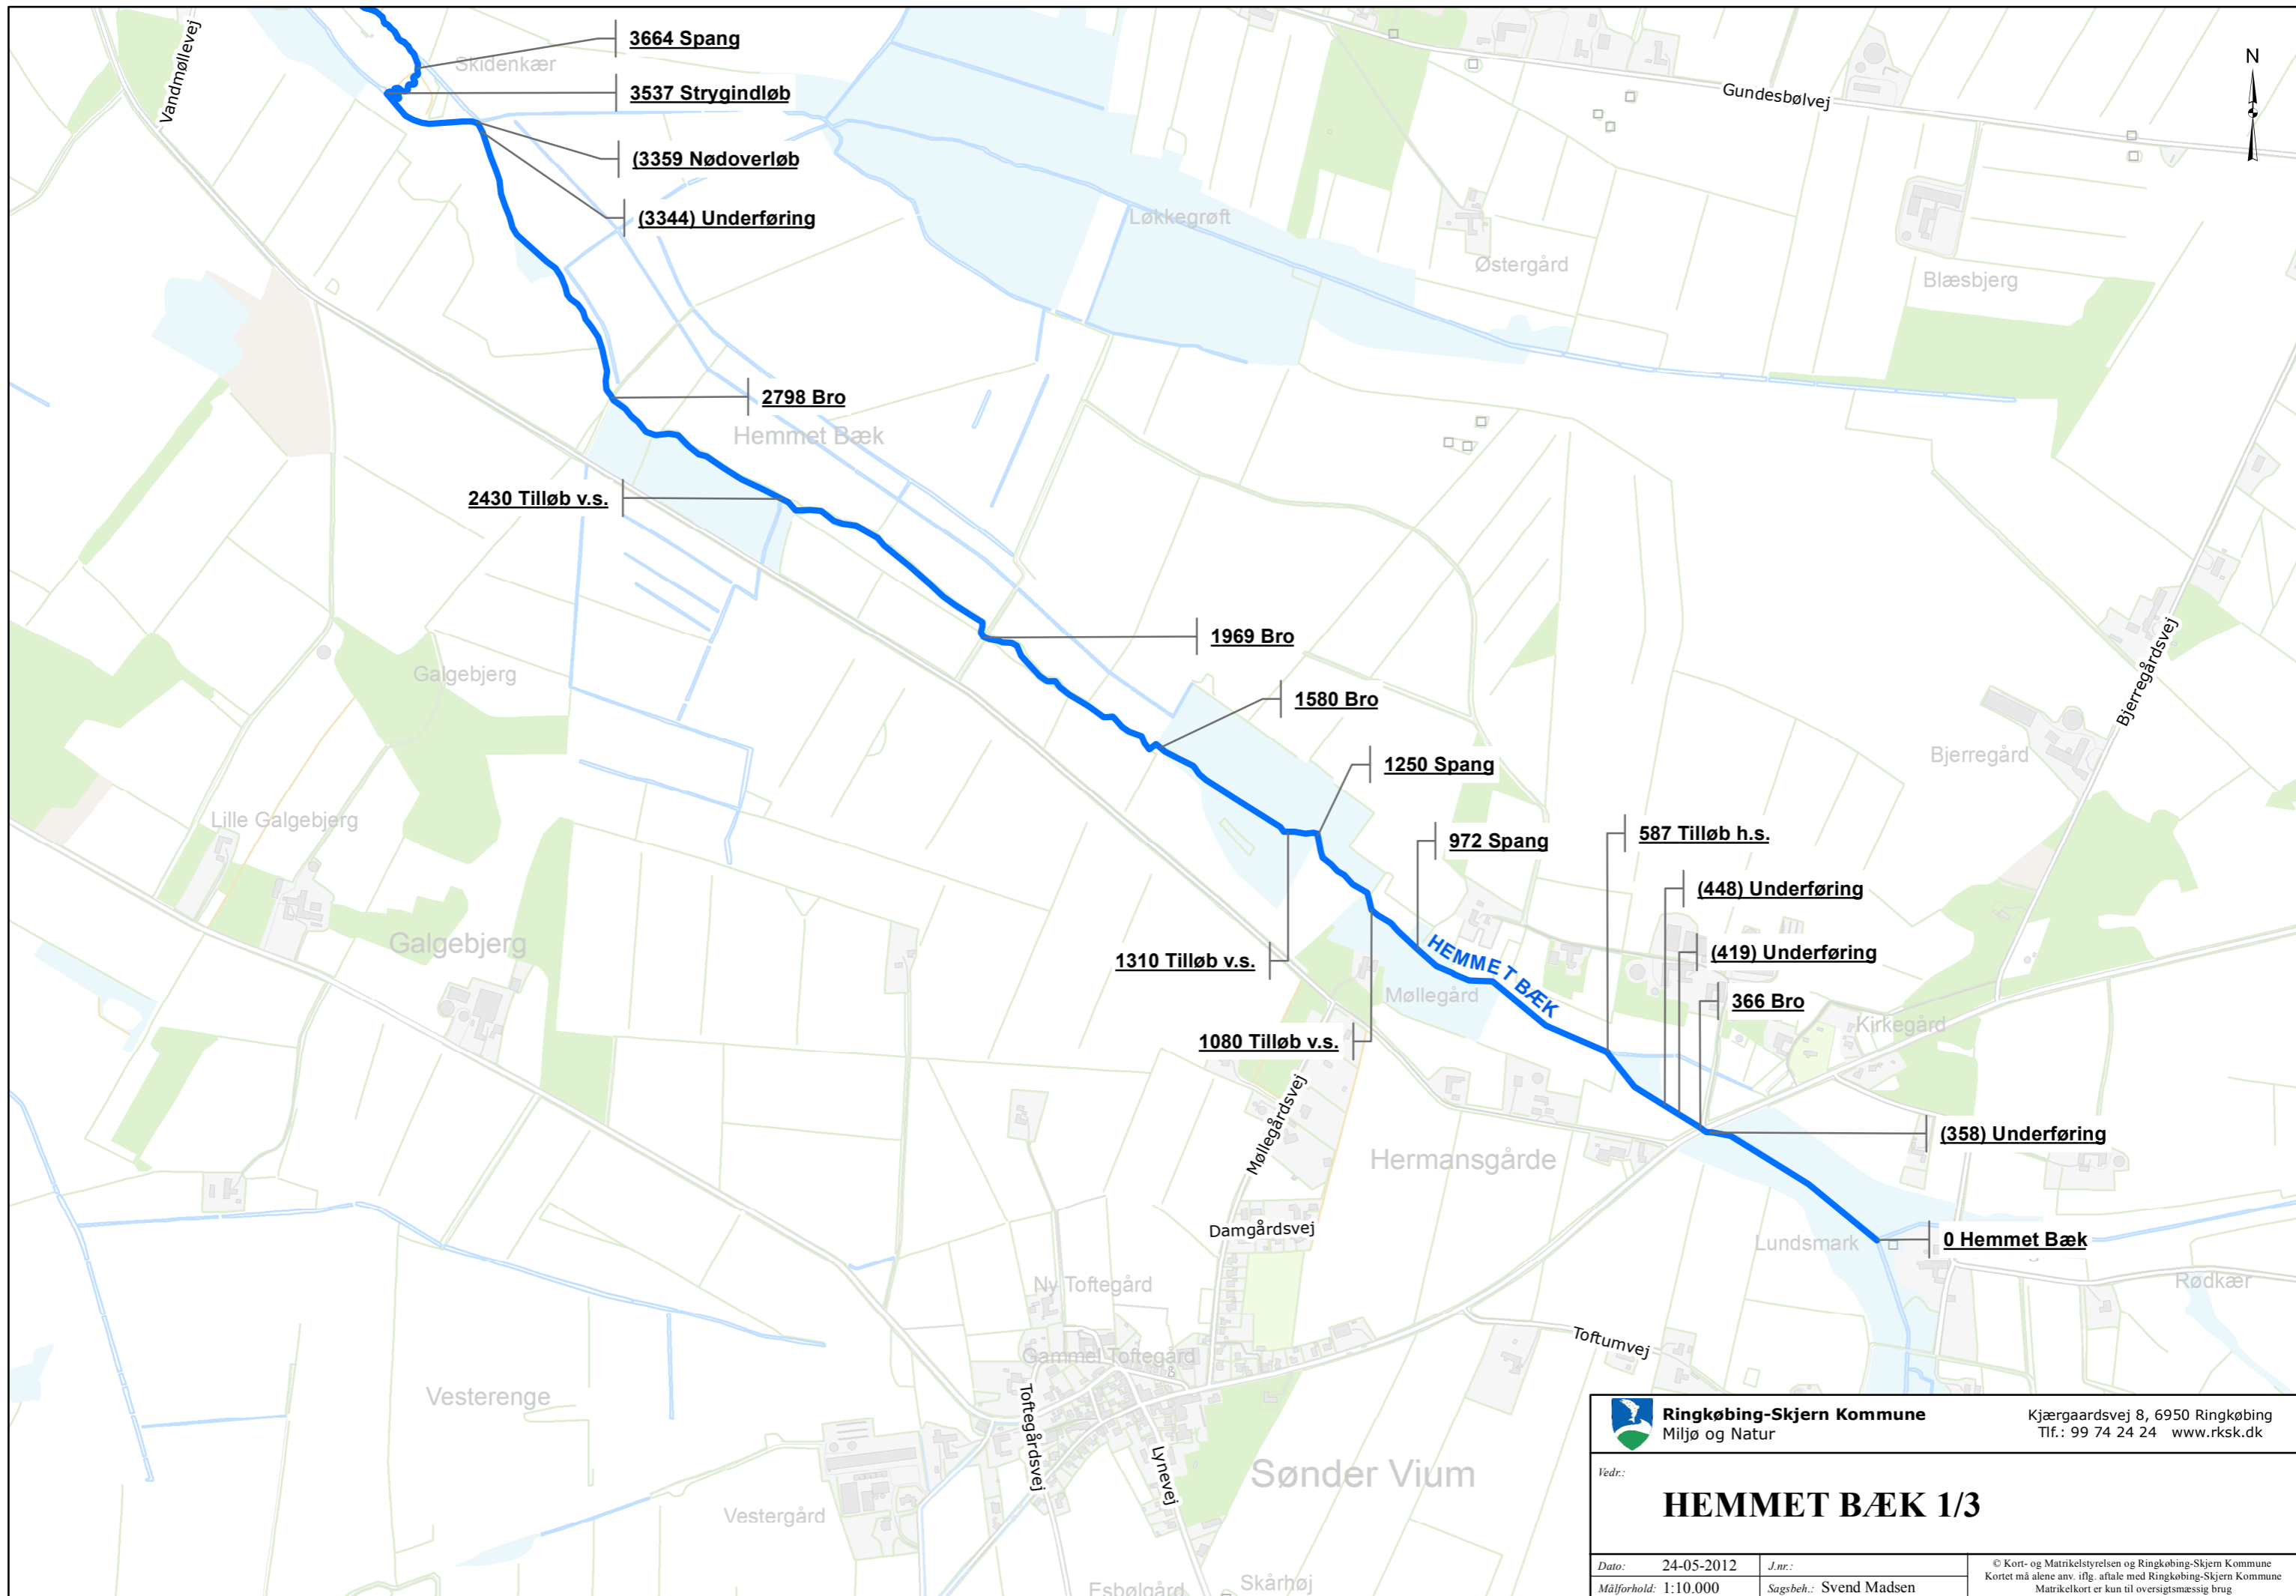 3664 Spang
Skidenkær
3537 Strygindløb
Vandmøllevej
N
Gundesbølvej
(3359 Nødoverløb
(3344) Underføring
Løkkegrøft
Østergård
Blæsbjerg
2798 Bro
Hemmet Bæk
2430 Tilløb v.s.
1969 Bro
Galgebjerg
1580 Bro
Bjerregårdsvej
Bjerregård
1250 Spang
Lille Galgebjerg
972 Spang
587 Tilløb h.s.
(448) Underføring
Galgebjerg
1310 Tilløb v.s.
HEMMET BÆK
(419) Underføring
Møllegård
366 Bro
Kirkegård
1080 Tilløb v.s.
Møllegårdsvej
(358) Underføring
Hermansgårde
Damgårdsvej
Lundsmark
0 Hemmet Bæk
Rødkær
Ny Toftegård
Toftumvej
Gammel Toftegård
Vesterenge
Toftegårdsvej
Lynevej
Sønder Vium
Vestergård
Esbølgård
Skårhøj
Ringkøbing-Skjern Kommune
Miljø og Natur
Kjærgaardsvej 8, 6950 Ringkøbing
Tlf.: 99 74 24 24 www.rksk.dk
Vedr.:
HEMMET BÆK 1/3
Dato: 24-05-2012
J.nr.:
Målforhold: 1:10.000
Sagsbeh.: Svend Madsen
© Kort- og Matrikelstyrelsen og Ringkøbing-Skjern Kommune
Kortet må alene anv. iflg. aftale med Ringkøbing-Skjern Kommune
Matrikelkort er kun til oversigtsmæssig brug